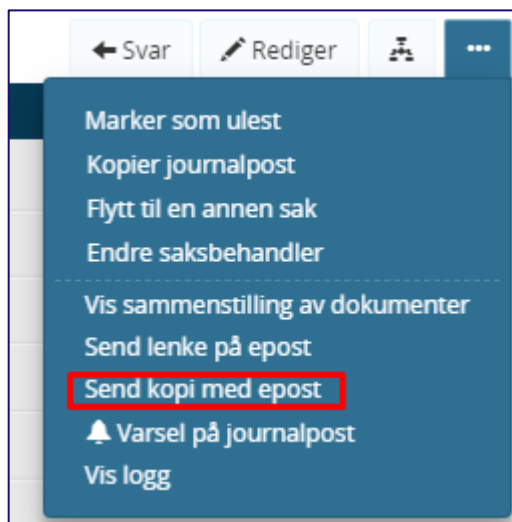 Svar Rediger
Marker som ulest
Kopier journalpost
Flytt til en annen sak
Endre saksbehandler
Vis sammenstilling av dokumenter
Send lenke på epost
Send kopi med epost
Varsel på journalpost
Vis logg